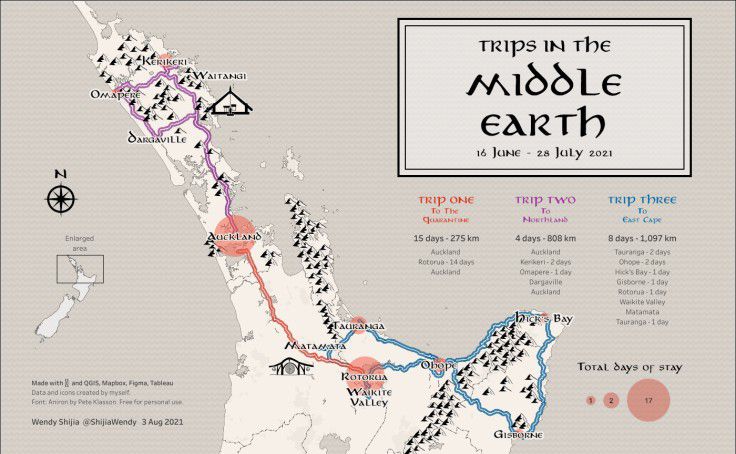 TRIPS IN THE
MIDDLE
EARTH
16 JUNE - 28 JULY 2021
TRIP ONE
To The
Quarantine
15 days - 275 km
Auckland
Rotorua - 14 days
Auckland
TRIP TWO
To
Northland
4 days - 808 km
Auckland
Kerikeri - 2 days
Omapere - 1 day
Dargaville
Auckland
TRIP THREE
To
East Cape
8 days - 1,097 km
Tauranga - 2 days
Ohope - 2 days
Hick's Bay - 1 day
Gisborne - 1 day
Rotorua - 1 day
Waikite Valley
Matamata
Tauranga - 1 day
Kerikeri
Waitangi
Omapere
Dargaville
N
Enlarged
area
Auckland
Tauranga
Matamata
Hick's Bay
Ohope
Rotorua
Waikite
Valley
Gisborne
Total days of stay
1 2 17
Made with and QGIS, Mapbox, Figma, Tableau
Data and icons created by myself.
Font: Aniron by Pete Klasson. Free for personal use.
Wendy Shijia @ShijiaWendy 3 Aug 2021